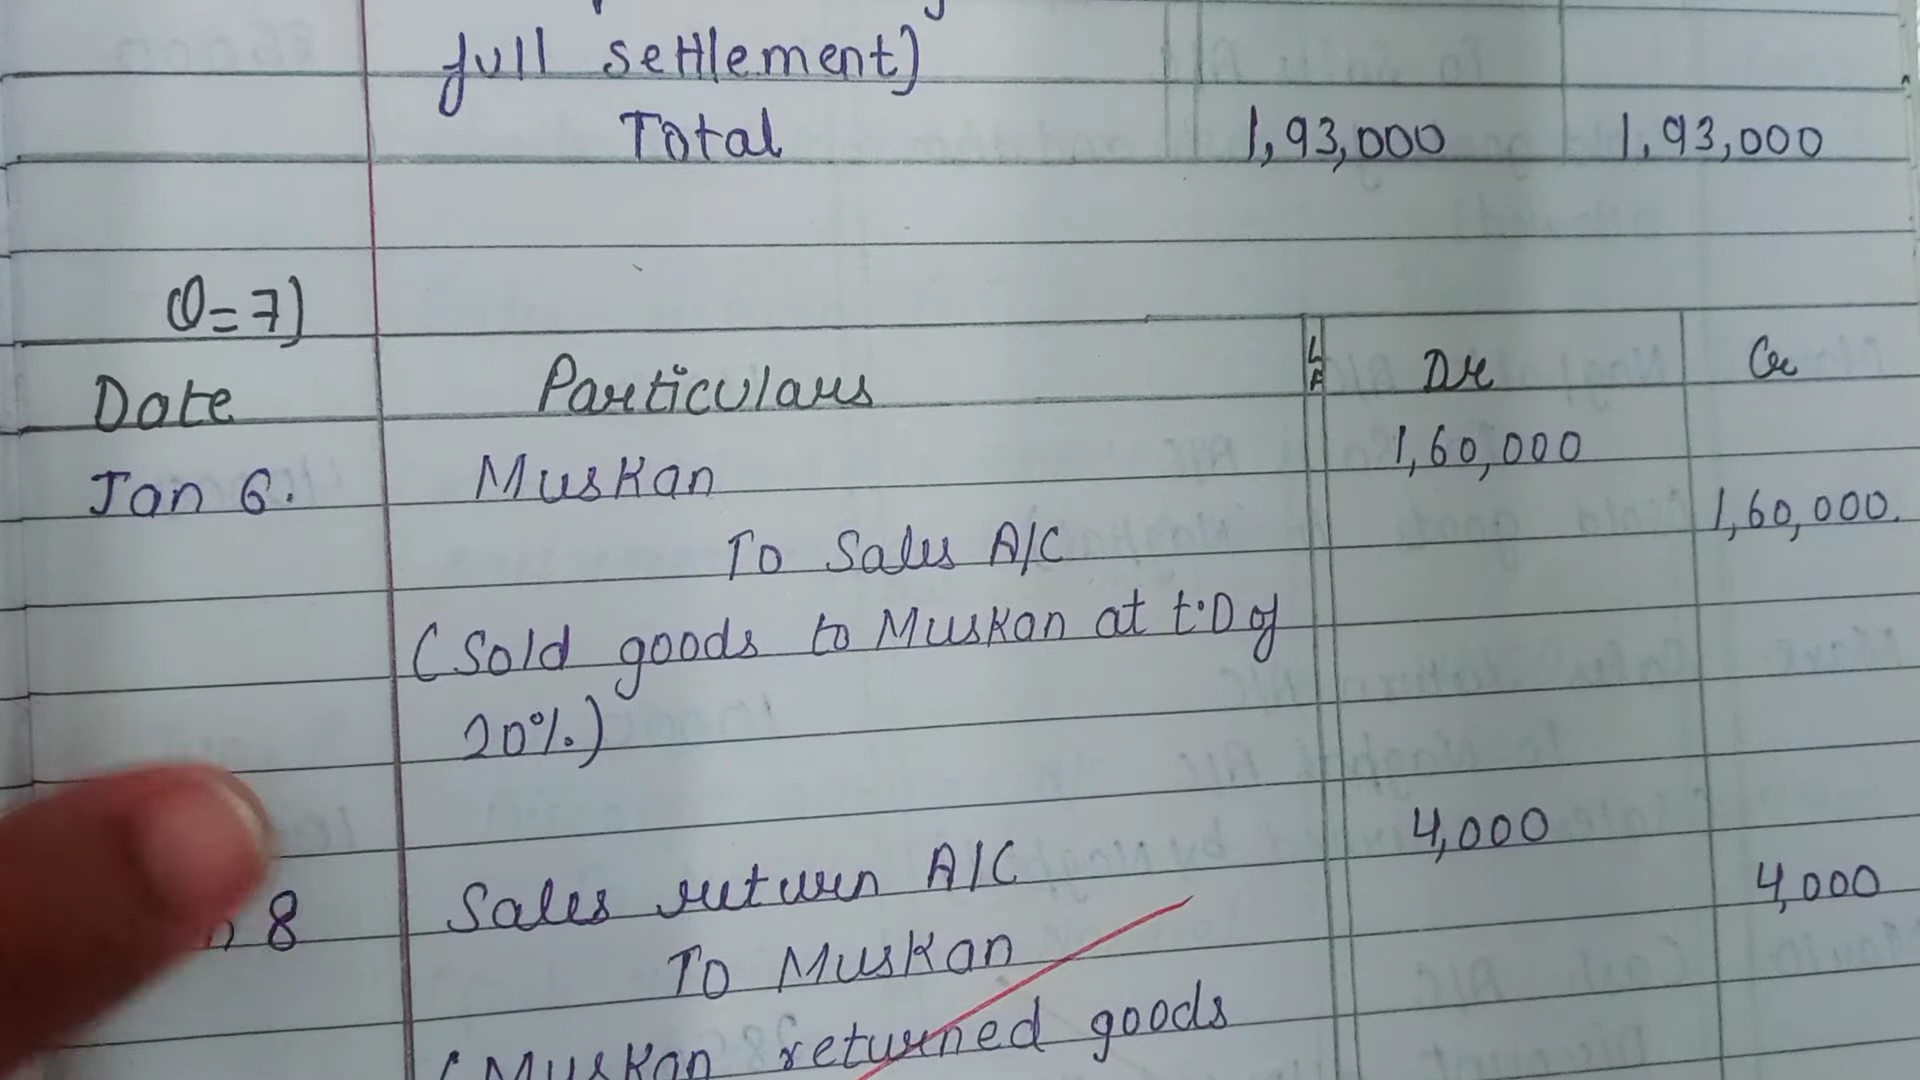 full settlement)
Total 1,93,000 1,93,000
Q=7)
Date Particulars LF Dr Cr
Jan 6. Muskan 1,60,000
To Sales A/C 1,60,000.
(Sold goods to Muskan at t.D of
20%.)
8 Sales return A/C 4,000
To Muskan 4,000
(Muskan returned goods